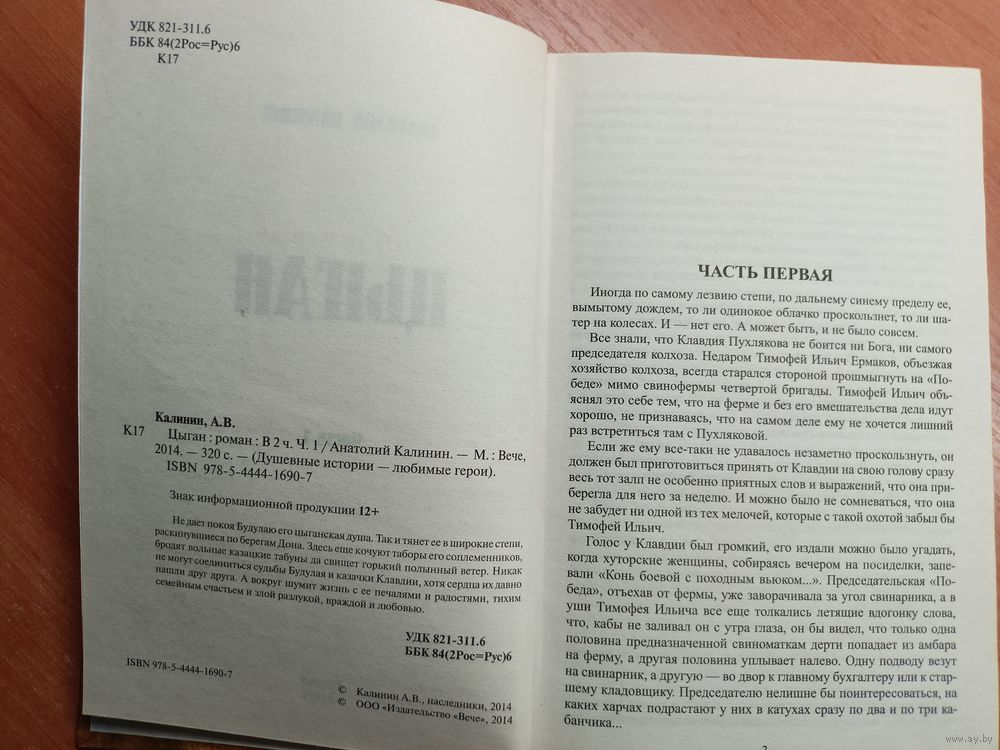 УДК 821-311.6
ББК 84(2Рос=Рус)6
К17
ЦЫГАН
Калинин, А.В.
К17 Цыган : роман : В 2 ч. Ч. 1 / Анатолий Калинин. — М. : Вече,
2014. — 320 с. — (Душевные истории — любимые герои).
ISBN 978-5-4444-1690-7
Знак информационной продукции 12+
Не дает покоя Будулаю его цыганская душа. Так и тянет ее в широкие степи,
раскинувшиеся по берегам Дона. Здесь еще кочуют таборы его соплеменников,
бродят вольные казацкие табуны да свищет горький полынный ветер. Никак
не могут соединиться судьбы Будулая и казачки Клавдии, хотя сердца их давно
нашли друг друга. А вокруг шумит жизнь с ее печалями и радостями, тихим
семейным счастьем и злой разлукой, враждой и любовью.
УДК 821-311.6
ББК 84(2Рос=Рус)6
ISBN 978-5-4444-1690-7
© Калинин А.В., наследники, 2014
© ООО «Издательство «Вече», 2014
ЧАСТЬ ПЕРВАЯ
Иногда по самому лезвию степи, по дальнему синему пределу ее,
вымытому дождем, то ли одинокое облачко проскользнет, то ли ша-
тер на колесах. И — нет его. А может быть, и не было совсем.
Все знали, что Клавдия Пухлякова не боится ни Бога, ни самого
председателя колхоза. Недаром Тимофей Ильич Ермаков, объезжая
хозяйство колхоза, всегда старался стороной прошмыгнуть на «По-
беде» мимо свинофермы четвертой бригады. Тимофей Ильич объ-
яснял это себе тем, что на ферме и без его вмешательства дела идут
хорошо, не признаваясь, что на самом деле ему не хочется лишний
раз встретиться там с Пухляковой.
Если же ему все-таки не удавалось незаметно проскользнуть, он
должен был приготовиться принять от Клавдии на свою голову сразу
весь тот залп не особенно приятных слов и выражений, что она при-
берегла для него за неделю. И можно было не сомневаться, что она
не забудет ни одной из тех мелочей, которые с такой охотой забыл бы
Тимофей Ильич.
Голос у Клавдии был громкий, его издали можно было угадать,
когда хуторские женщины, собираясь вечером на посиделки, запе-
вали «Конь боевой с походным вьюком...». Председательская «По-
беда», отъехав от фермы, уже заворачивала за угол свинарника, а в
уши Тимофея Ильича все еще толкались летящие вдогонку слова,
что, кабы не заливал он с утра глаза, он бы видел, что только одна
половина предназначенной свиноматкам дерти попадает из амбара
на ферму, а другая половина уплывает налево. Одну подводу везут
на свинарник, а другую — во двор к главному бухгалтеру или к стар-
шему кладовщику. Председателю нелишне бы поинтересоваться, на
каких харчах подрастают у них в катухах сразу по два и по три ка-
банчика...
3
www.ay.by